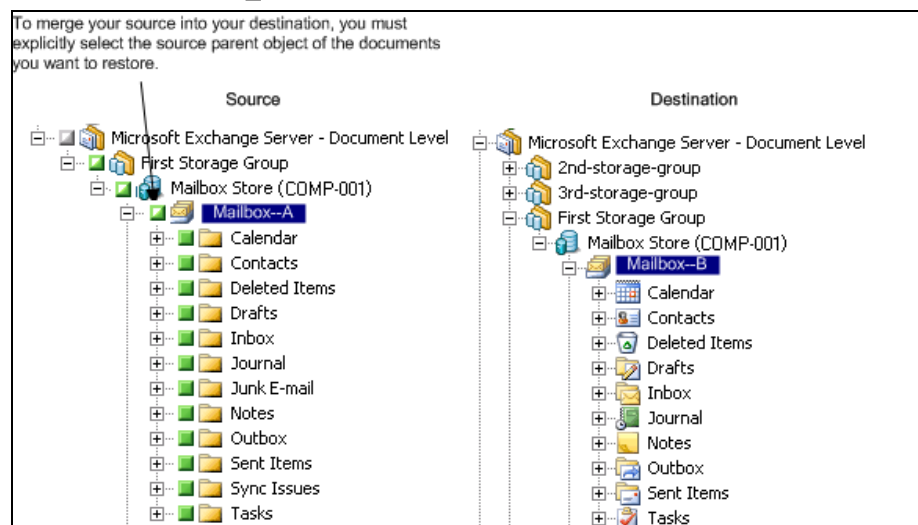 To merge your source into your destination, you must
explicitly select the source parent object of the documents
you want to restore.
Source
Microsoft Exchange Server - Document Level
First Storage Group
Mailbox Store (COMP-001)
Mailbox--A
Calendar
Contacts
Deleted Items
Drafts
Inbox
Journal
Junk E-mail
Notes
Outbox
Sent Items
Sync Issues
Tasks
Destination
Microsoft Exchange Server - Document Level
2nd-storage-group
3rd-storage-group
First Storage Group
Mailbox Store (COMP-001)
Mailbox--B
Calendar
Contacts
Deleted Items
Drafts
Inbox
Journal
Notes
Outbox
Sent Items
Tasks